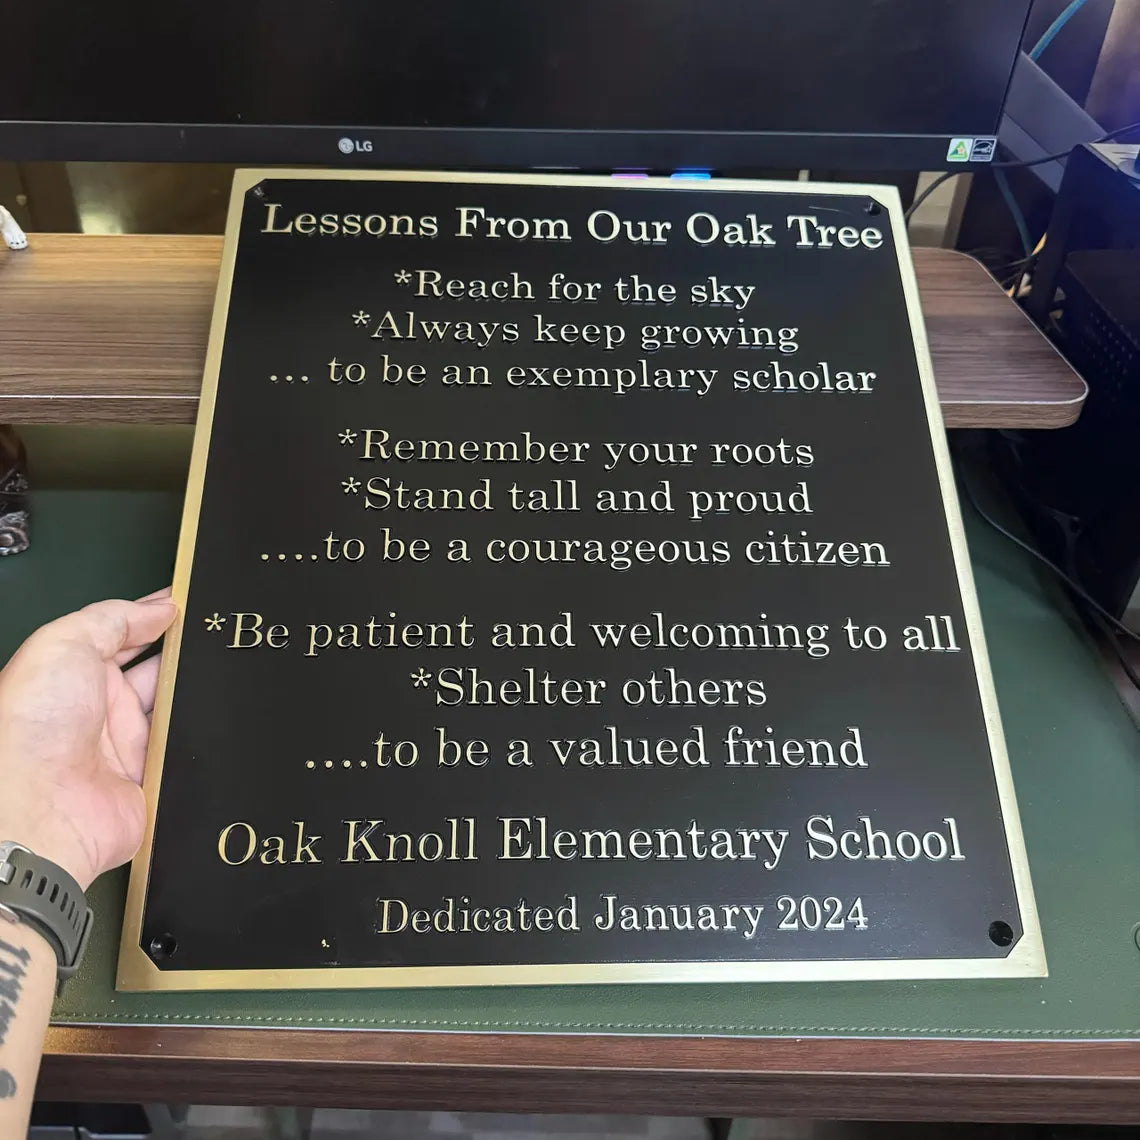 LG
Lessons From Our Oak Tree
*Reach for the sky
*Always keep growing
... to be an exemplary scholar
*Remember your roots
*Stand tall and proud
....to be a courageous citizen
*Be patient and welcoming to all
*Shelter others
....to be a valued friend
Oak Knoll Elementary School
Dedicated January 2024